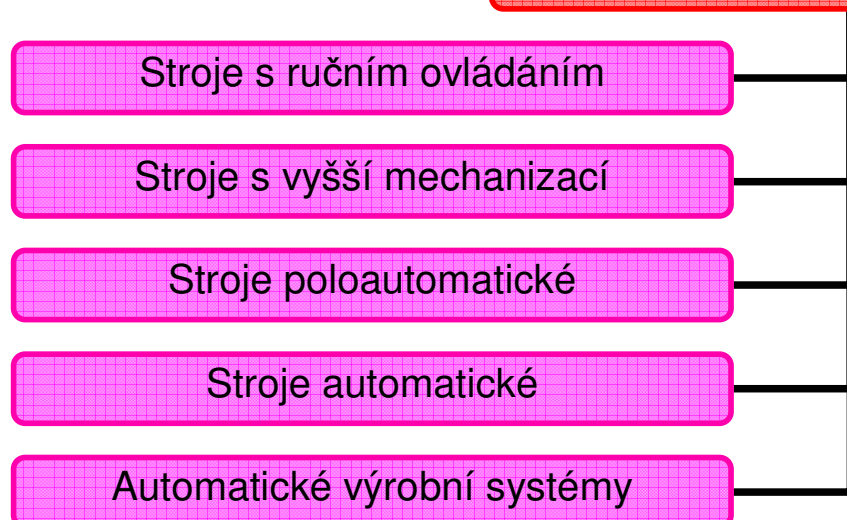 Stroje s ručním ovládáním
Stroje s vyšší mechanizací
Stroje poloautomatické
Stroje automatické
Automatické výrobní systémy